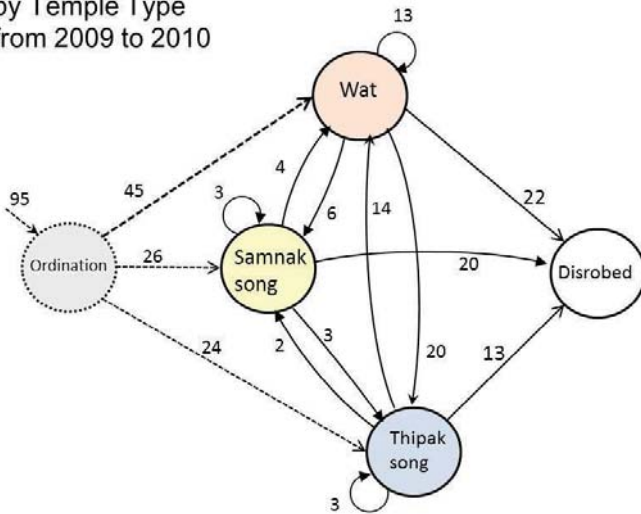 by Temple Type
from 2009 to 2010
13
Wat
95
45
4
3
6
14
22
Ordination
26
Samnak
song
20
Disrobed
24
2
3
20
13
Thipak
song
3